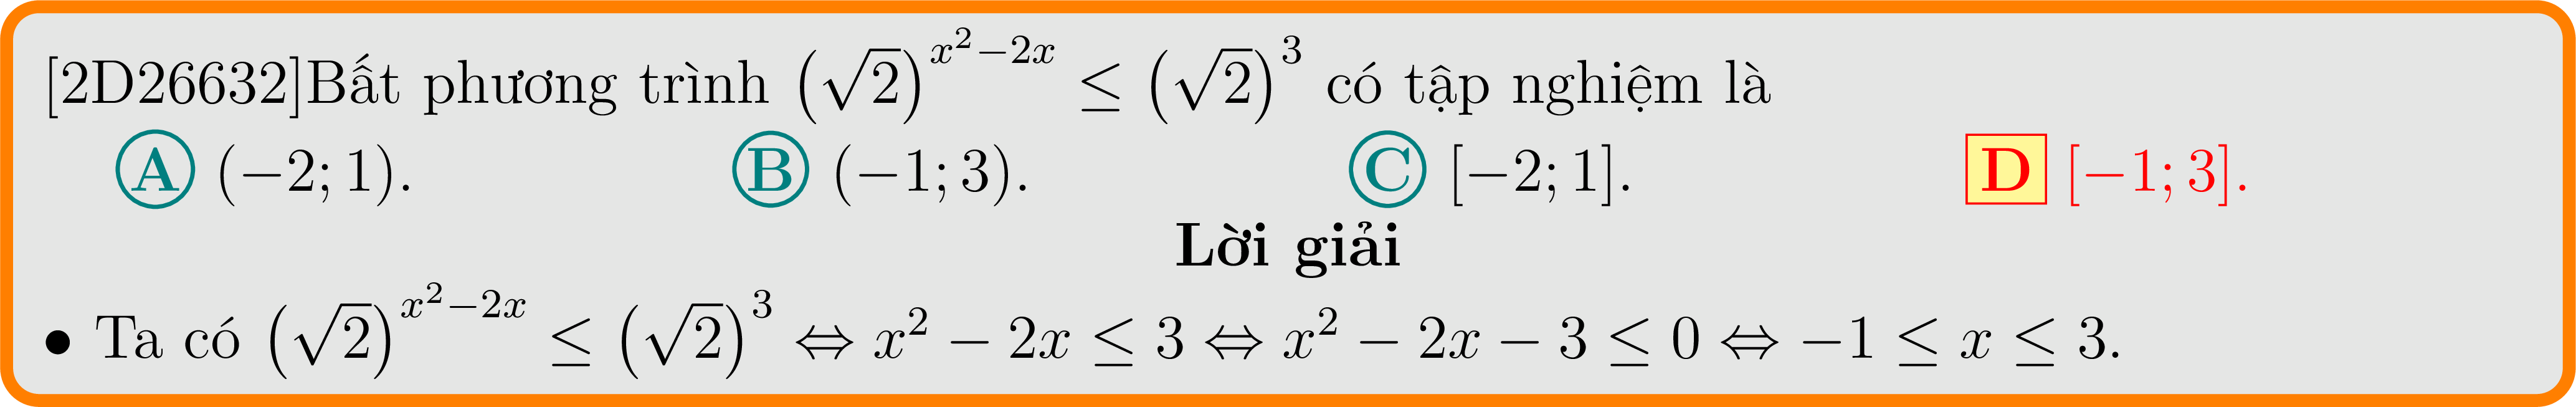 [2D26632]Bất phương trình $\left(\sqrt{2}\right)^{x^2-2x} \leq \left(\sqrt{2}\right)^3$ có tập nghiệm là
A (−2; 1). B (−1; 3). C [−2; 1]. D [−1; 3].
Lời giải
• Ta có $\left(\sqrt{2}\right)^{x^2-2x} \leq \left(\sqrt{2}\right)^3 \Leftrightarrow x^2 - 2x \leq 3 \Leftrightarrow x^2 - 2x - 3 \leq 0 \Leftrightarrow -1 \leq x \leq 3.$